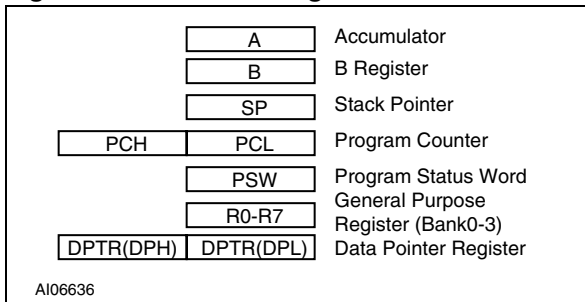 A Accumulator
B B Register
SP Stack Pointer
PCH PCL Program Counter
PSW Program Status Word
R0-R7 General Purpose
Register (Bank0-3)
DPTR(DPH) DPTR(DPL) Data Pointer Register
AI06636